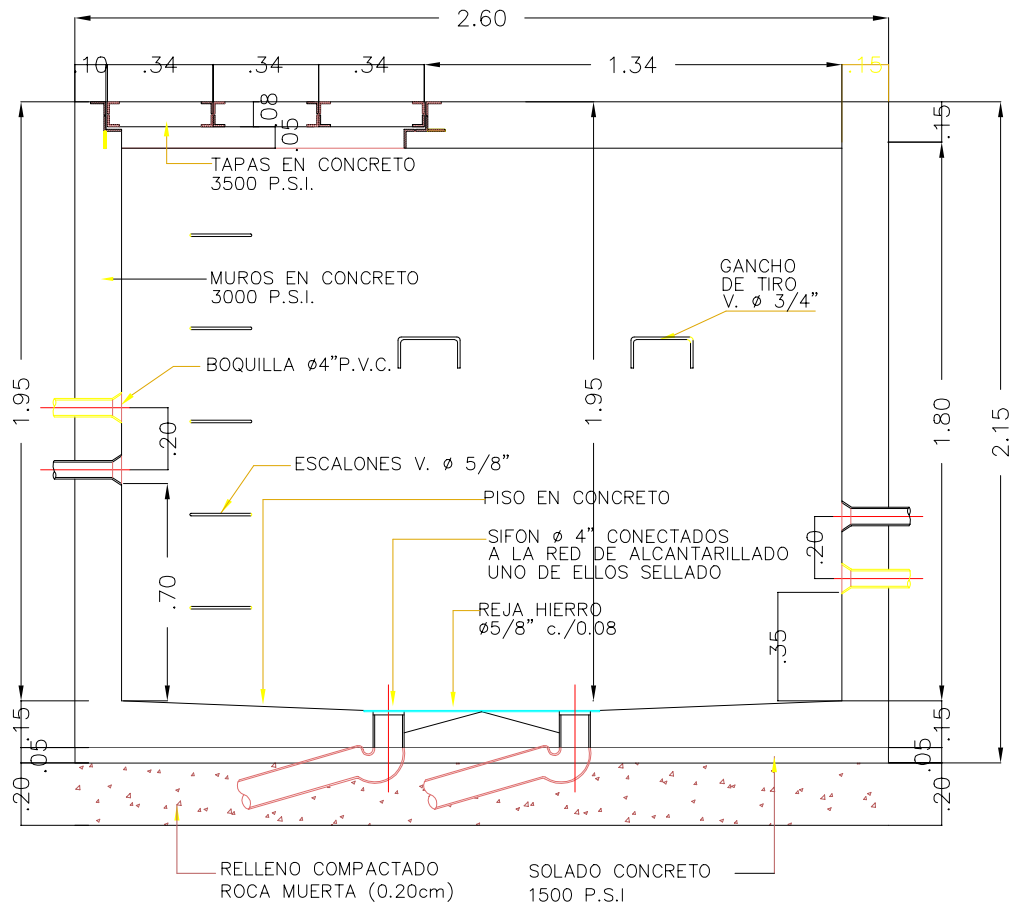 2.60
.10
.34
.34
.34
1.34
.15
.08
.05
.15
TAPAS EN CONCRETO
3500 P.S.I.
MUROS EN CONCRETO
3000 P.S.I.
GANCHO
DE TIRO
V. ø 3/4"
BOQUILLA ø4"P.V.C.
1.95
1.95
1.80
2.15
.20
ESCALONES V. ø 5/8"
PISO EN CONCRETO
SIFON ø 4" CONECTADOS
A LA RED DE ALCANTARILLADO
UNO DE ELLOS SELLADO
.20
.70
REJA HIERRO
ø5/8" c./0.08
.35
.15
.05
.20
.15
.05
.20
RELLENO COMPACTADO
ROCA MUERTA (0.20cm)
SOLADO CONCRETO
1500 P.S.I